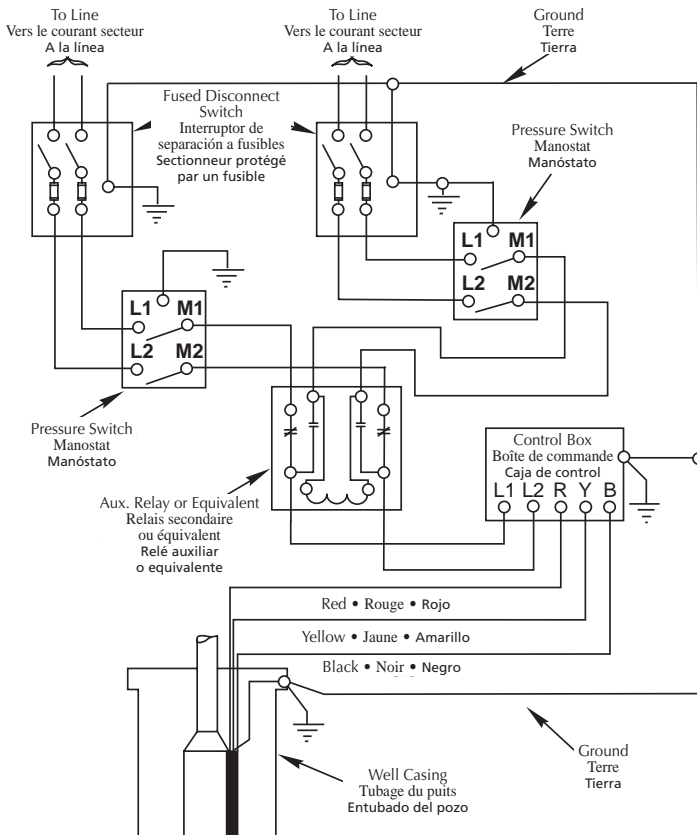 To Line
Vers le courant secteur
A la línea
To Line
Vers le courant secteur
A la línea
Ground
Terre
Tierra
Fused Disconnect
Switch
Interruptor de
separación a fusibles
Sectionneur protégé
par un fusible
Pressure Switch
Manostat
Manóstato
L1 M1
L2 M2
L1 M1
L2 M2
Pressure Switch
Manostat
Manóstato
Aux. Relay or Equivalent
Relais secondaire
ou équivalent
Relé auxiliar
o equivalente
Control Box
Boîte de commande
Caja de control
L1 L2 R Y B
Red • Rouge • Rojo
Yellow • Jaune • Amarillo
Black • Noir • Negro
Ground
Terre
Tierra
Well Casing
Tubage du puits
Entubado del pozo